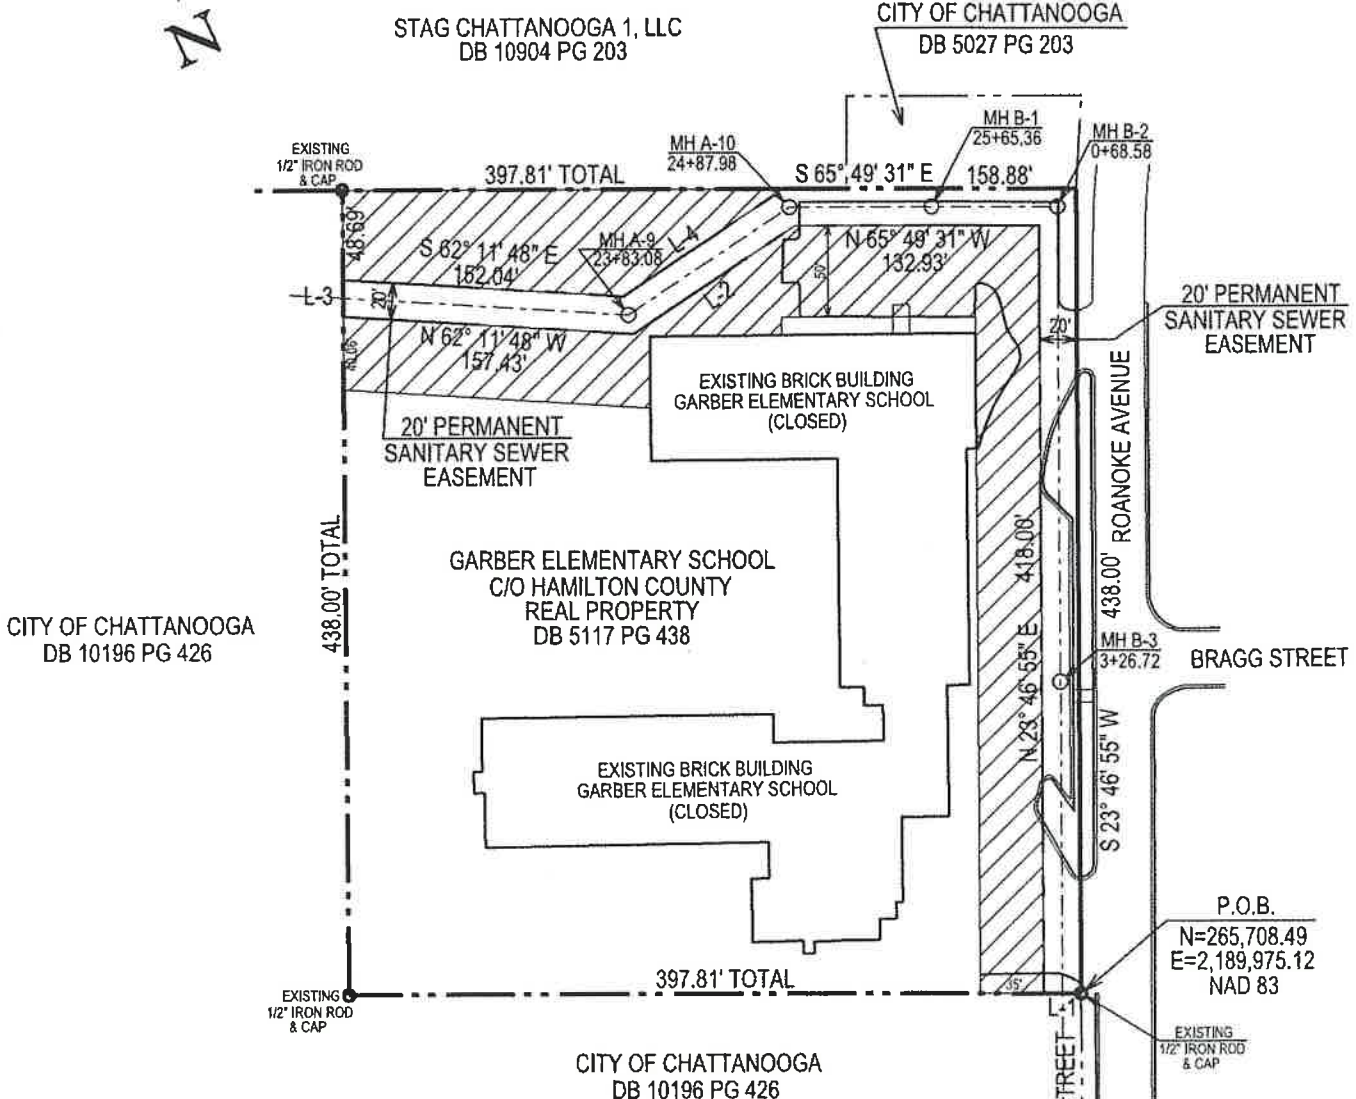 N
STAG CHATTANOOGA 1, LLC
DB 10904 PG 203
CITY OF CHATTANOOGA
DB 5027 PG 203
EXISTING
1/2" IRON ROD
& CAP
397.81' TOTAL
MH A-10
24+87.98
S 65° 49' 31" E 158.88'
MH B-1
25+65.36
MH B-2
0+68.58
48.69'
S 62° 11' 48" E
152.04'
MH A-9
23+83.08
L-4
N 65° 49' 31" W
132.93'
50'
L-3
20'
L-2
N 62° 11' 48" W
157.43'
20'
20' PERMANENT
SANITARY SEWER
EASEMENT
EXISTING BRICK BUILDING
GARBER ELEMENTARY SCHOOL
(CLOSED)
20' PERMANENT
SANITARY SEWER
EASEMENT
ROANOKE AVENUE
438.00' TOTAL
GARBER ELEMENTARY SCHOOL
C/O HAMILTON COUNTY
REAL PROPERTY
DB 5117 PG 438
CITY OF CHATTANOOGA
DB 10196 PG 426
N 23° 46' 55" E 418.00'
S 23° 46' 55" W 438.00'
MH B-3
3+26.72
BRAGG STREET
EXISTING BRICK BUILDING
GARBER ELEMENTARY SCHOOL
(CLOSED)
P.O.B.
N=265,708.49
E=2,189,975.12
NAD 83
397.81' TOTAL
35'
L-1
EXISTING
1/2" IRON ROD
& CAP
EXISTING
1/2" IRON ROD
& CAP
CITY OF CHATTANOOGA
DB 10196 PG 426
TREET